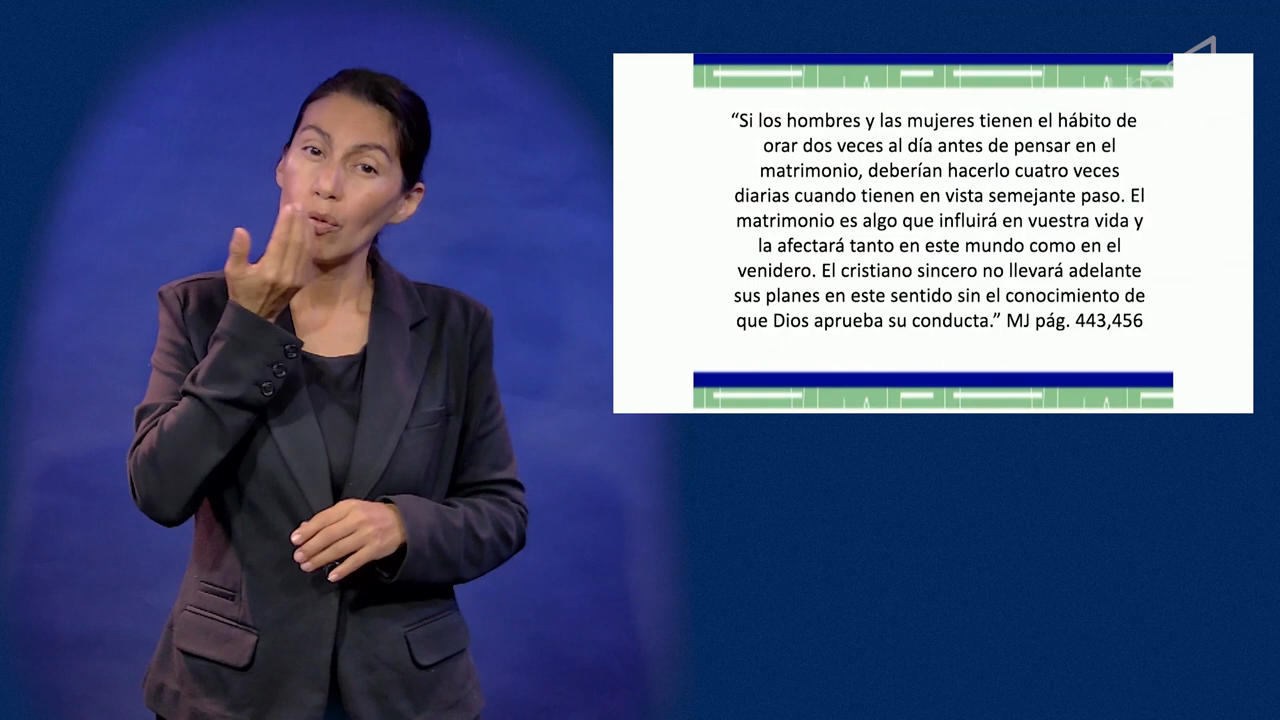 “Si los hombres y las mujeres tienen el hábito de
orar dos veces al día antes de pensar en el
matrimonio, deberían hacerlo cuatro veces
diarias cuando tienen en vista semejante paso. El
matrimonio es algo que influirá en vuestra vida y
la afectará tanto en este mundo como en el
venidero. El cristiano sincero no llevará adelante
sus planes en este sentido sin el conocimiento de
que Dios aprueba su conducta.” MJ pág. 443,456